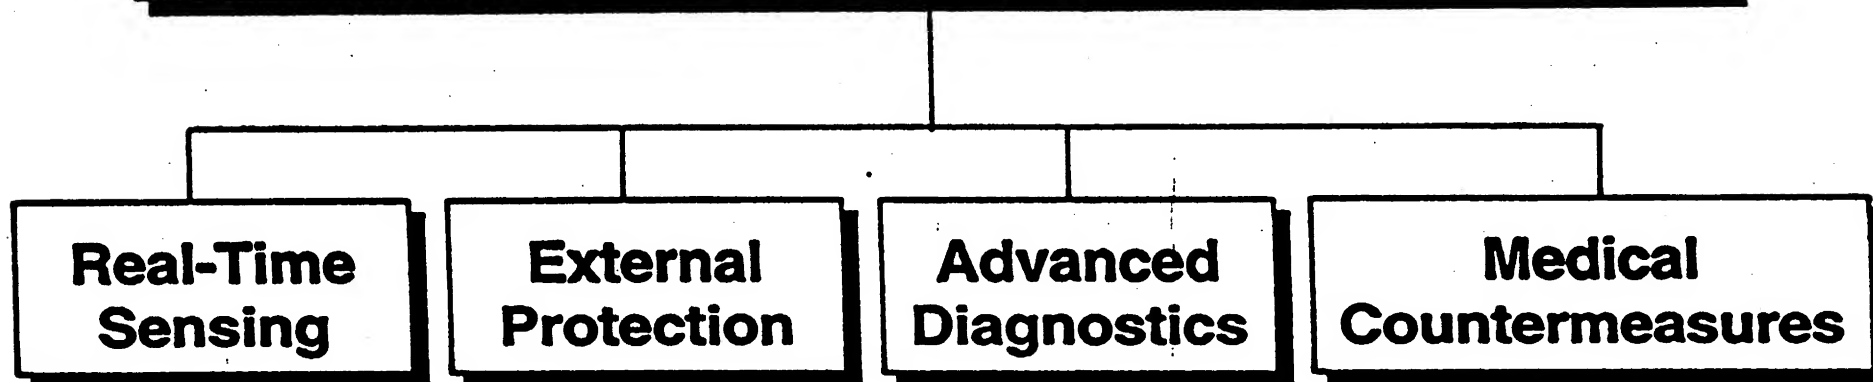 Real-Time
Sensing
External
Protection
Advanced
Diagnostics
Medical
Countermeasures